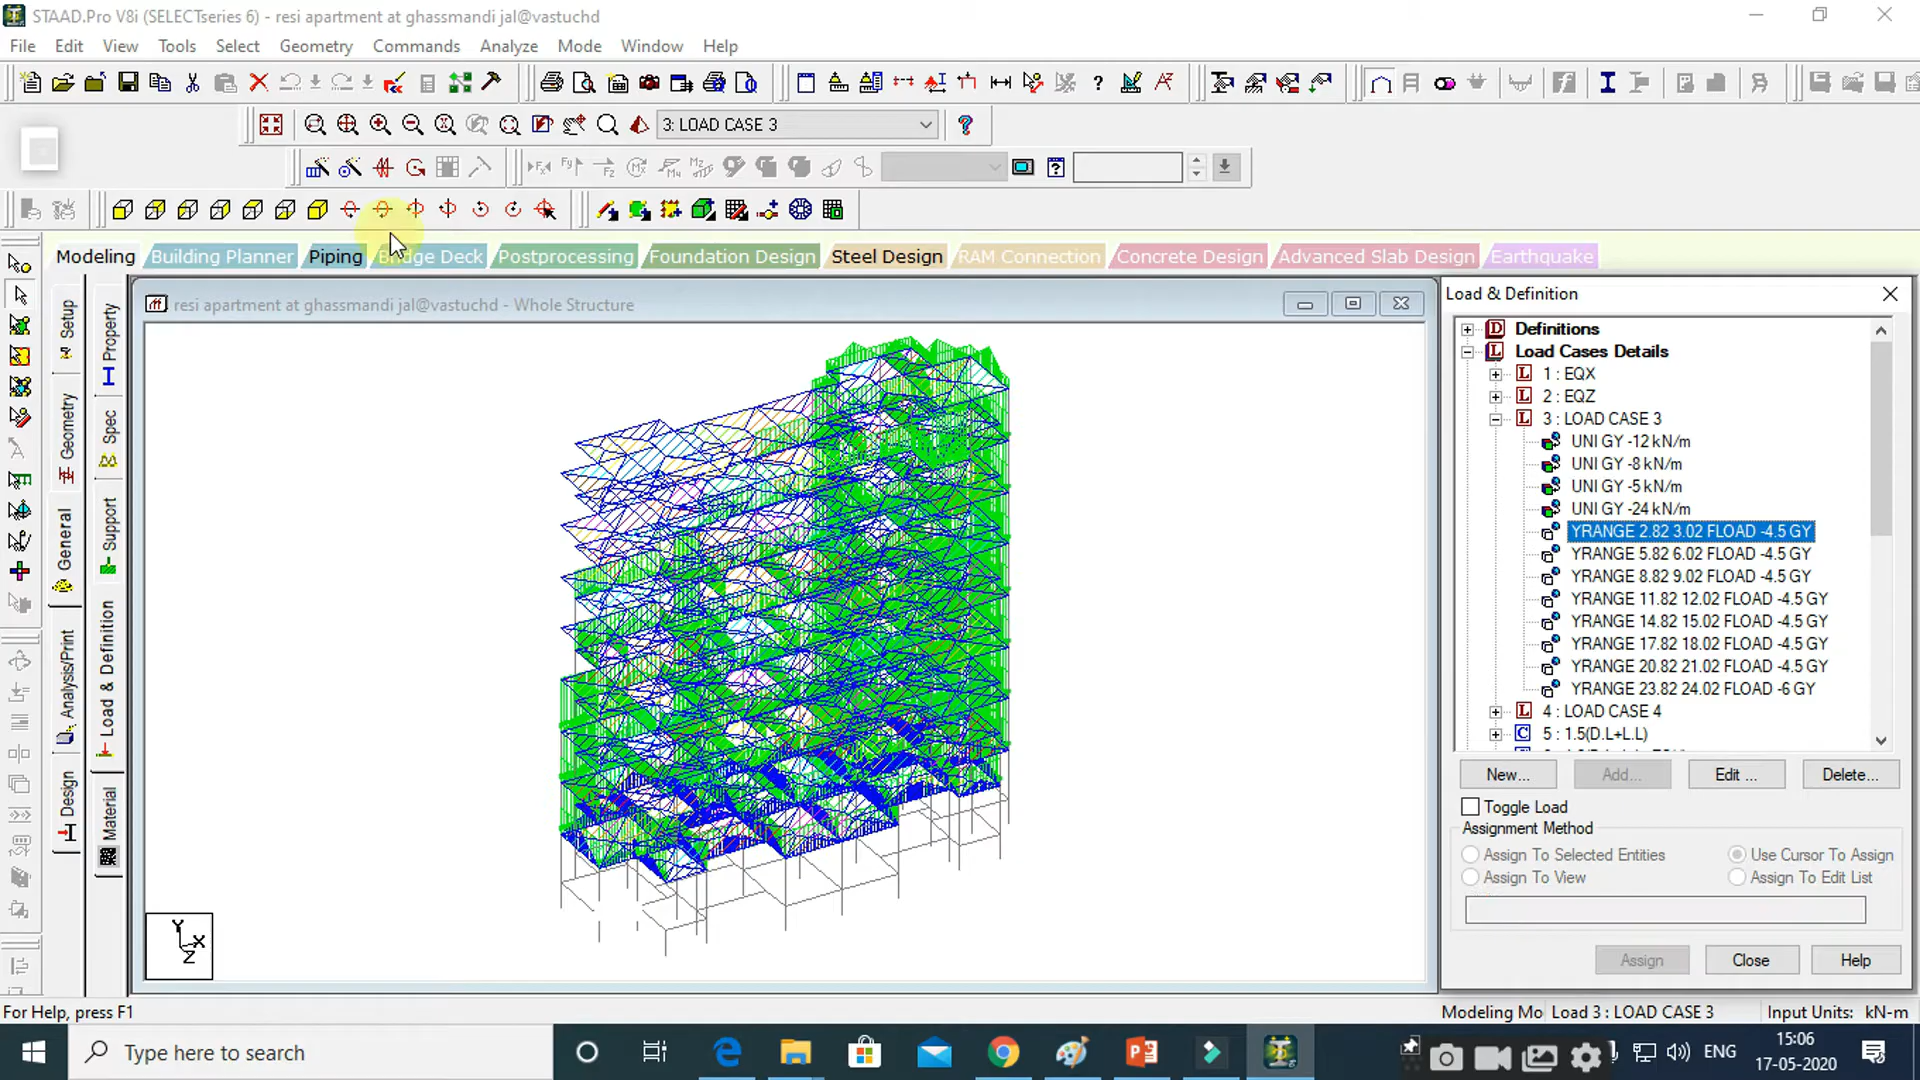 STAAD.Pro V8i (SELECTseries 6) - resi apartment at ghassmandi jal@vastuchd
File Edit View Tools Select Geometry Commands Analyze Mode Window Help
3: LOAD CASE 3
Modeling Building Planner Piping Bridge Deck Postprocessing Foundation Design Steel Design RAM Connection Concrete Design Advanced Slab Design Earthquake
Setup
Geometry
General
Analysis/Print
Design
Property
Spec
Support
Load & Definition
Material
resi apartment at ghassmandi jal@vastuchd - Whole Structure
Y
X
Z
Load & Definition
Definitions
Load Cases Details
1 : EQX
2 : EQZ
3 : LOAD CASE 3
UNI GY -12 kN/m
UNI GY -8 kN/m
UNI GY -5 kN/m
UNI GY -24 kN/m
YRANGE 2.82 3.02 FLOAD -4.5 GY
YRANGE 5.82 6.02 FLOAD -4.5 GY
YRANGE 8.82 9.02 FLOAD -4.5 GY
YRANGE 11.82 12.02 FLOAD -4.5 GY
YRANGE 14.82 15.02 FLOAD -4.5 GY
YRANGE 17.82 18.02 FLOAD -4.5 GY
YRANGE 20.82 21.02 FLOAD -4.5 GY
YRANGE 23.82 24.02 FLOAD -6 GY
4 : LOAD CASE 4
5 : 1.5(D.L+L.L)
New... Add... Edit ... Delete...
Toggle Load
Assignment Method
Assign To Selected Entities Use Cursor To Assign
Assign To View Assign To Edit List
Assign Close Help
For Help, press F1
Modeling Mo Load 3 : LOAD CASE 3 Input Units: kN-m
Type here to search
ENG
15:06
17-05-2020